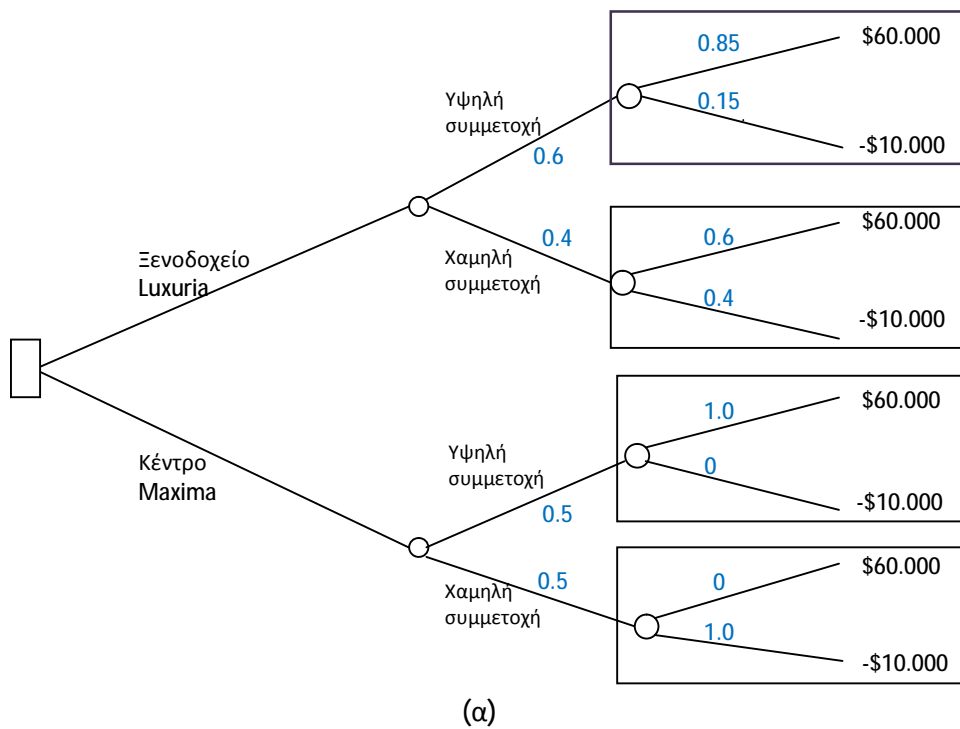 0.85
$60.000
0.15
-$10.000
Υψηλή
συμμετοχή
0.6
Ξενοδοχείο
Luxuria
0.4
Χαμηλή
συμμετοχή
0.6
$60.000
0.4
-$10.000
Κέντρο
Maxima
Υψηλή
συμμετοχή
0.5
1.0
$60.000
0
-$10.000
0.5
Χαμηλή
συμμετοχή
0
$60.000
1.0
-$10.000
(α)